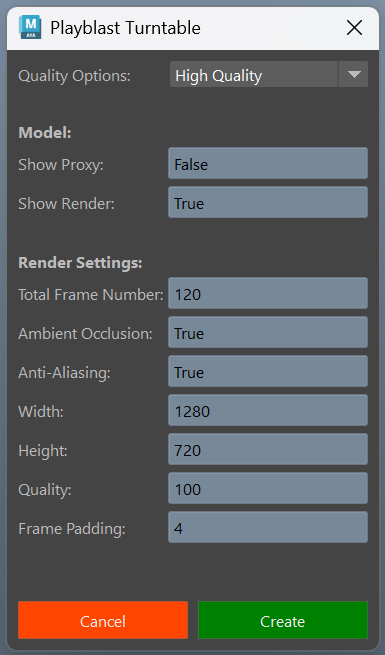 M
AYA
Playblast Turntable
Quality Options: High Quality
Model:
Show Proxy: False
Show Render: True
Render Settings:
Total Frame Number: 120
Ambient Occlusion: True
Anti-Aliasing: True
Width: 1280
Height: 720
Quality: 100
Frame Padding: 4
Cancel Create